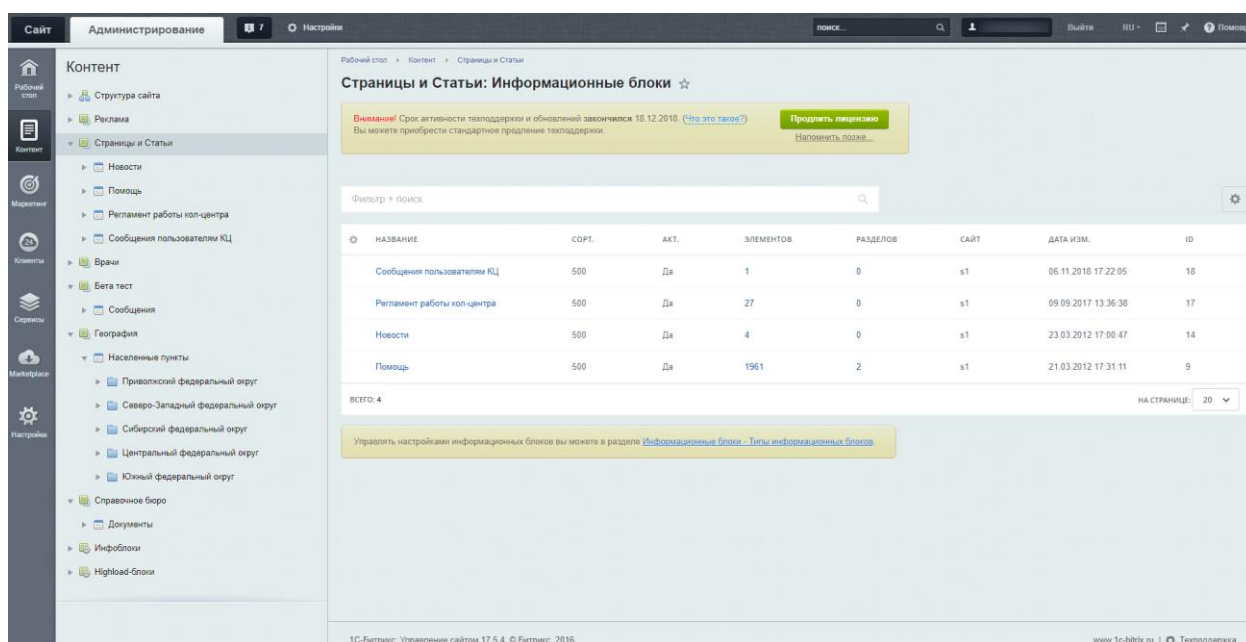 Сайт
Администрирование
7
Настройки
поиск...
Выйти
RU
Помощь
Рабочий стол
Контент
Маркетинг
24
Клиенты
Сервисы
Marketplace
Настройки
Контент
Структура сайта
Реклама
Страницы и Статьи
Новости
Помощь
Регламент работы кол-центра
Сообщения пользователям КЦ
Врачи
Бета тест
Сообщения
География
Населенные пункты
Приволжский федеральный округ
Северо-Западный федеральный округ
Сибирский федеральный округ
Центральный федеральный округ
Южный федеральный округ
Справочное бюро
Документы
Инфоблоки
Highload-блоки
Рабочий стол Контент Страницы и Статьи
Страницы и Статьи: Информационные блоки
Внимание! Срок активности техподдержки и обновлений закончился 18.12.2018. (Что это такое?)
Вы можете приобрести стандартное продление техподдержки.
Продлить лицензию
Напомнить позже...
Фильтр + поиск
НАЗВАНИЕ СОРТ. АКТ. ЭЛЕМЕНТОВ РАЗДЕЛОВ САЙТ ДАТА ИЗМ. ID
Сообщения пользователям КЦ 500 Да 1 0 s1 06.11.2018 17:22:05 18
Регламент работы кол-центра 500 Да 27 0 s1 09.09.2017 13:36:38 17
Новости 500 Да 4 0 s1 23.03.2012 17:00:47 14
Помощь 500 Да 1961 2 s1 21.03.2012 17:31:11 9
ВСЕГО: 4 НА СТРАНИЦЕ: 20
Управлять настройками информационных блоков вы можете в разделе Информационные блоки - Типы информационных блоков.
1С-Битрикс: Управление сайтом 17.5.4. © Битрикс, 2016 www.1c-bitrix.ru | Техподдержка